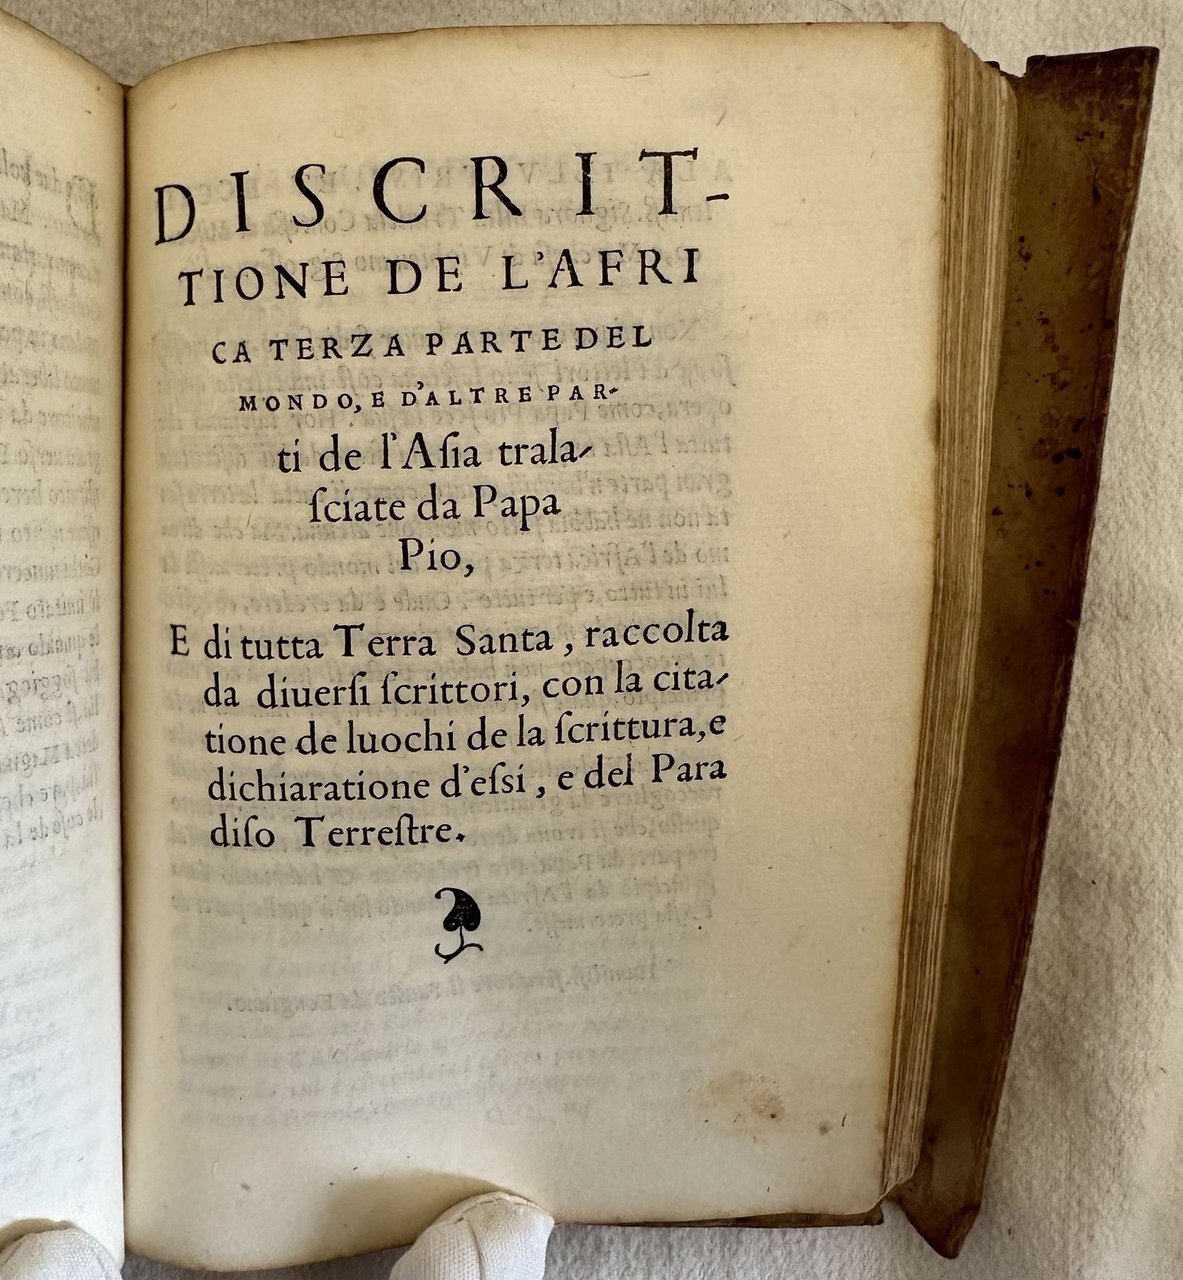 DISCRIT-
TIONE DE L'AFRI
CA TERZA PARTE DEL
MONDO, E D'ALTRE PAR-
ti de l'Aſia trala-
ſciate da Papa
Pio,
E di tutta Terra Santa, raccolta
da diuerſi ſcrittori, con la cita-
tione de luochi de la ſcrittura, e
dichiaratione d'eſsi, e del Para
diſo Terreſtre.